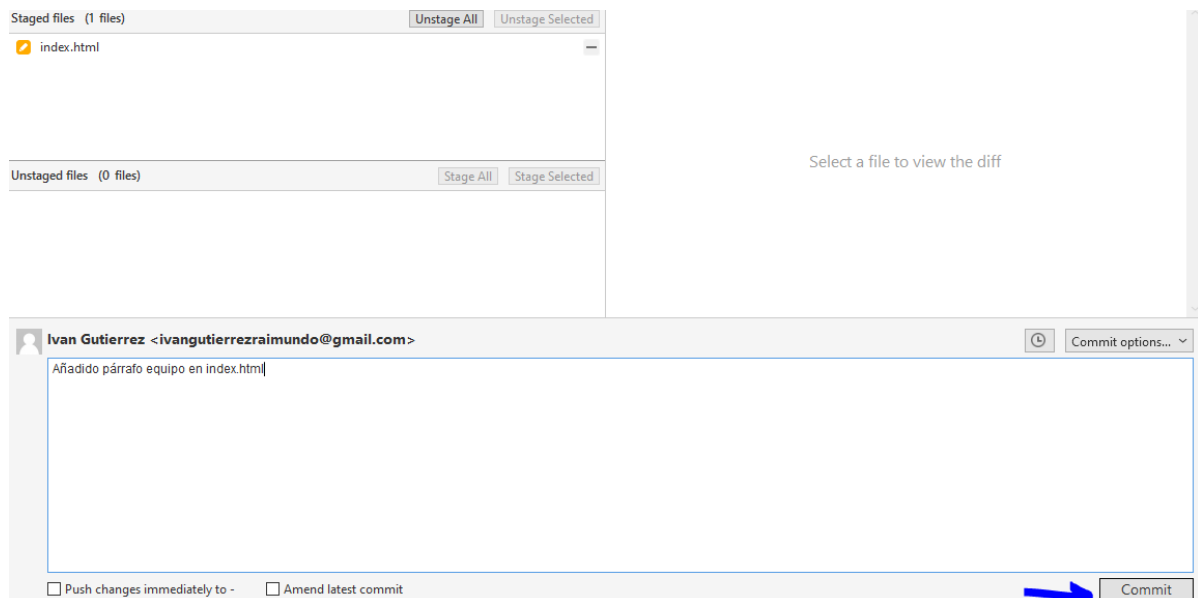 Staged files (1 files) Unstage All Unstage Selected
index.html
Select a file to view the diff
Unstaged files (0 files) Stage All Stage Selected
Ivan Gutierrez <ivangutierrezraimundo@gmail.com> Commit options...
Añadido párrafo equipo en index.html
Push changes immediately to - Amend latest commit Commit